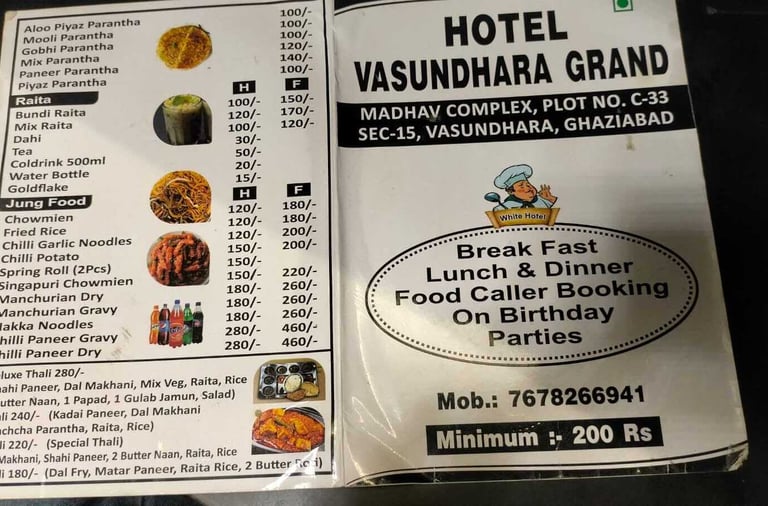 Aloo Piyaz Parantha 100/-
Mooli Parantha 100/-
Gobhi Parantha 100/-
Mix Parantha 120/-
Paneer Parantha 140/-
Piyaz Parantha 100/-
Raita H F
Bundi Raita 100/- 150/-
Mix Raita 120/- 170/-
Dahi 100/- 120/-
Tea 30/-
Coldrink 500ml 50/-
Water Bottle 20/-
Goldflake 15/-
Jung Food H F
Chowmien 120/- 180/-
Fried Rice 120/- 180/-
Chilli Garlic Noodles 120/- 200/-
Chilli Potato 150/- 200/-
Spring Roll (2Pcs) 150/-
Singapuri Chowmien 150/- 220/-
Manchurian Dry 180/- 260/-
Manchurian Gravy 180/- 260/-
Hakka Noodles 180/- 260/-
hilli Paneer Gravy 280/- 460/-
hilli Paneer Dry 280/- 460/-
eluxe Thali 280/-
ahi Paneer, Dal Makhani, Mix Veg, Raita, Rice
utter Naan, 1 Papad, 1 Gulab Jamun, Salad)
li 240/- (Kadai Paneer, Dal Makhani
chcha Parantha, Raita, Rice)
li 220/- (Special Thali)
Makhani, Shahi Paneer, 2 Butter Naan, Raita, Rice
li 180/- (Dal Fry, Matar Paneer, Raita Rice, 2 Butter Roti)
HOTEL
VASUNDHARA GRAND
MADHAV COMPLEX, PLOT NO. C-33
SEC-15, VASUNDHARA, GHAZIABAD
White Hotel
Break Fast
Lunch & Dinner
Food Caller Booking
On Birthday
Parties
Mob.: 7678266941
Minimum :- 200 Rs